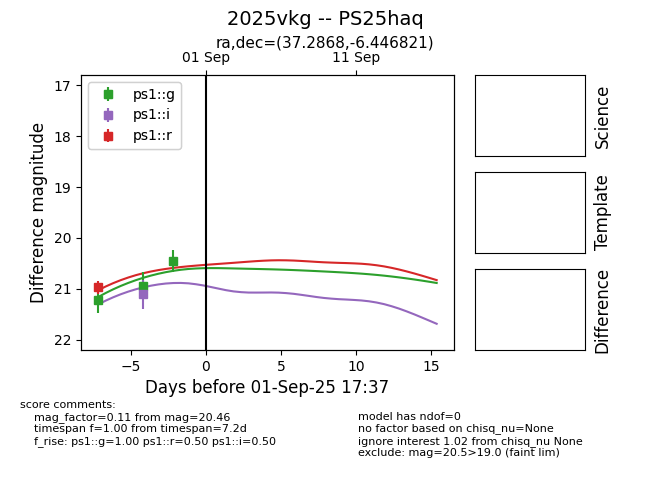 2025vkg -- PS25haq
ra,dec=(37.2868,-6.446821)
01 Sep
11 Sep
ps1::g
ps1::i
ps1::r
17
18
19
20
21
22
Difference magnitude
−5
0
5
10
15
Days before 01-Sep-25 17:37
Science
Template
Difference
score comments:
mag_factor=0.11 from mag=20.46
timespan f=1.00 from timespan=7.2d
f_rise: ps1::g=1.00 ps1::r=0.50 ps1::i=0.50
model has ndof=0
no factor based on chisq_nu=None
ignore interest 1.02 from chisq_nu None
exclude: mag=20.5>19.0 (faint lim)